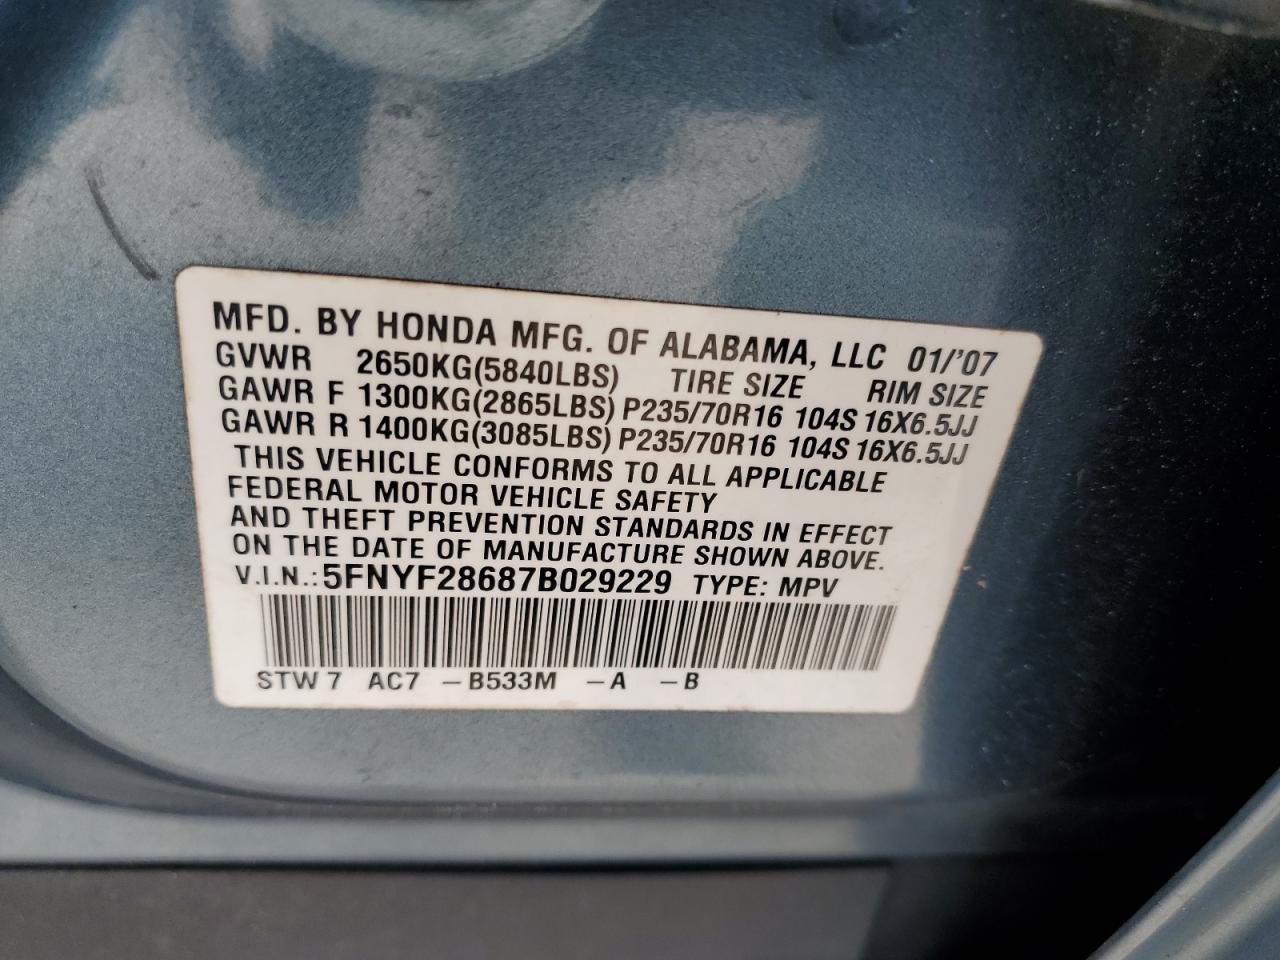 MFD. BY HONDA MFG. OF ALABAMA, LLC 01/'07
GVWR 2650KG(5840LBS) TIRE SIZE RIM SIZE
GAWR F 1300KG(2865LBS) P235/70R16 104S 16X6.5JJ
GAWR R 1400KG(3085LBS) P235/70R16 104S 16X6.5JJ
THIS VEHICLE CONFORMS TO ALL APPLICABLE
FEDERAL MOTOR VEHICLE SAFETY
AND THEFT PREVENTION STANDARDS IN EFFECT
ON THE DATE OF MANUFACTURE SHOWN ABOVE.
V.I.N.: 5FNYF28687B029229 TYPE: MPV
STW7 AC7 -B533M -A -B